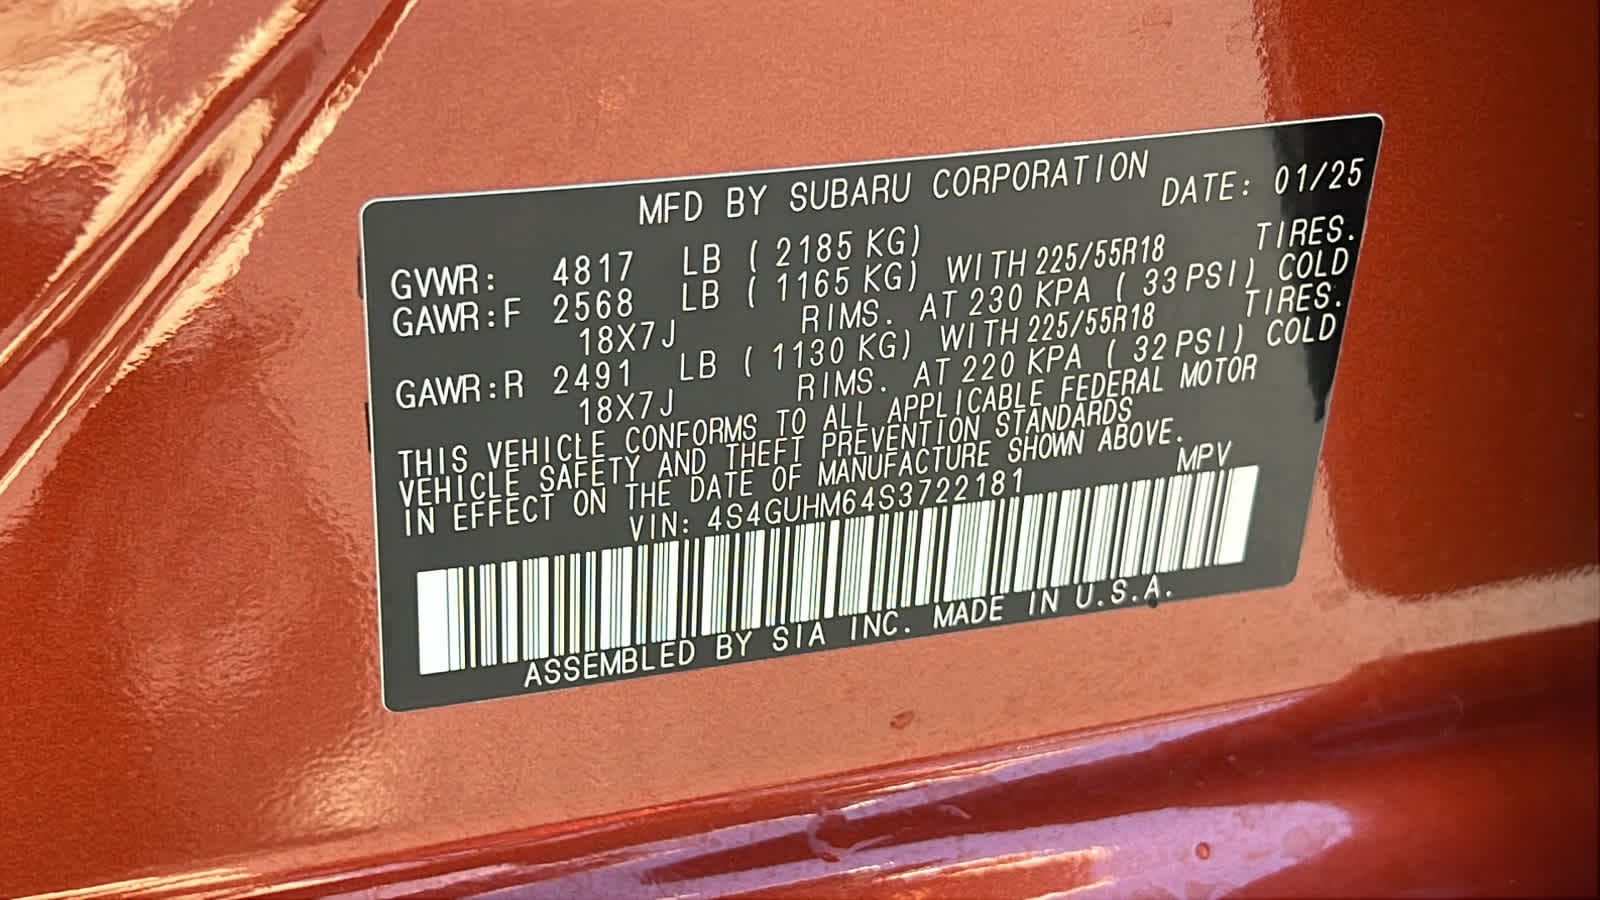 MFD BY SUBARU CORPORATION DATE: 01/25
GVWR: 4817 LB ( 2185 KG)
GAWR:F 2568 LB ( 1165 KG) WITH 225/55R18 TIRES.
18X7J RIMS. AT 230 KPA ( 33 PSI) COLD
GAWR:R 2491 LB ( 1130 KG) WITH 225/55R18 TIRES.
18X7J RIMS. AT 220 KPA ( 32 PSI) COLD
THIS VEHICLE CONFORMS TO ALL APPLICABLE FEDERAL MOTOR
VEHICLE SAFETY AND THEFT PREVENTION STANDARDS
IN EFFECT ON THE DATE OF MANUFACTURE SHOWN ABOVE.
VIN: 4S4GUHM64S3722181 MPV
ASSEMBLED BY SIA INC. MADE IN U.S.A.